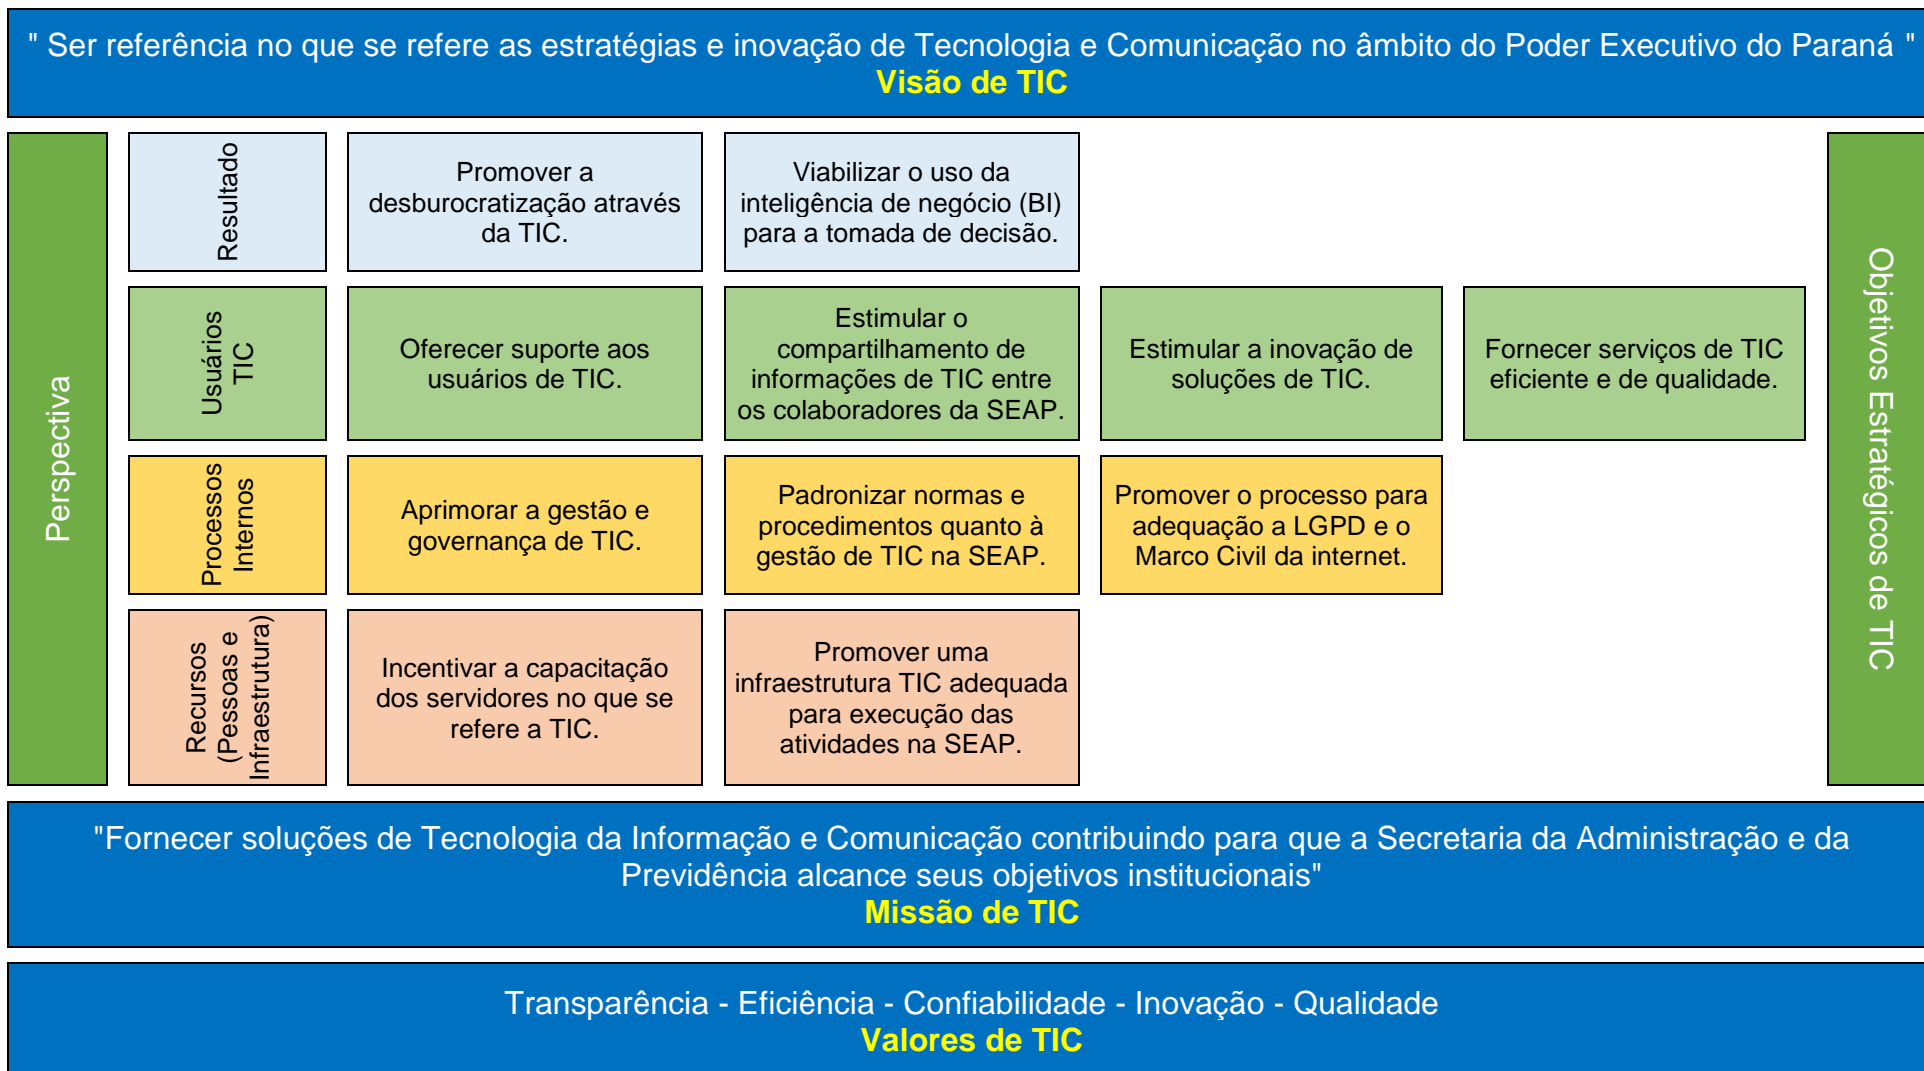 " Ser referência no que se refere as estratégias e inovação de Tecnologia e Comunicação no âmbito do Poder Executivo do Paraná "
Visão de TIC
Perspectiva
Resultado
Promover a
desburocratização através
da TIC.
Viabilizar o uso da
inteligência de negócio (BI)
para a tomada de decisão.
Usuários
TIC
Oferecer suporte aos
usuários de TIC.
Estimular o
compartilhamento de
informações de TIC entre
os colaboradores da SEAP.
Estimular a inovação de
soluções de TIC.
Fornecer serviços de TIC
eficiente e de qualidade.
Processos
Internos
Aprimorar a gestão e
governança de TIC.
Padronizar normas e
procedimentos quanto à
gestão de TIC na SEAP.
Promover o processo para
adequação a LGPD e o
Marco Civil da internet.
Recursos
(Pessoas e
Infraestrutura)
Incentivar a capacitação
dos servidores no que se
refere a TIC.
Promover uma
infraestrutura TIC adequada
para execução das
atividades na SEAP.
Objetivos Estratégicos de TIC
"Fornecer soluções de Tecnologia da Informação e Comunicação contribuindo para que a Secretaria da Administração e da
Previdência alcance seus objetivos institucionais"
Missão de TIC
Transparência - Eficiência - Confiabilidade - Inovação - Qualidade
Valores de TIC